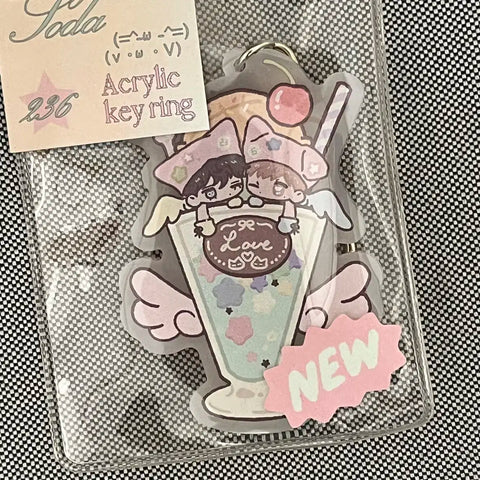 Soda
(=^ω^=)
(v・ω・V)
236
Acrylic
key ring
Love
NEW